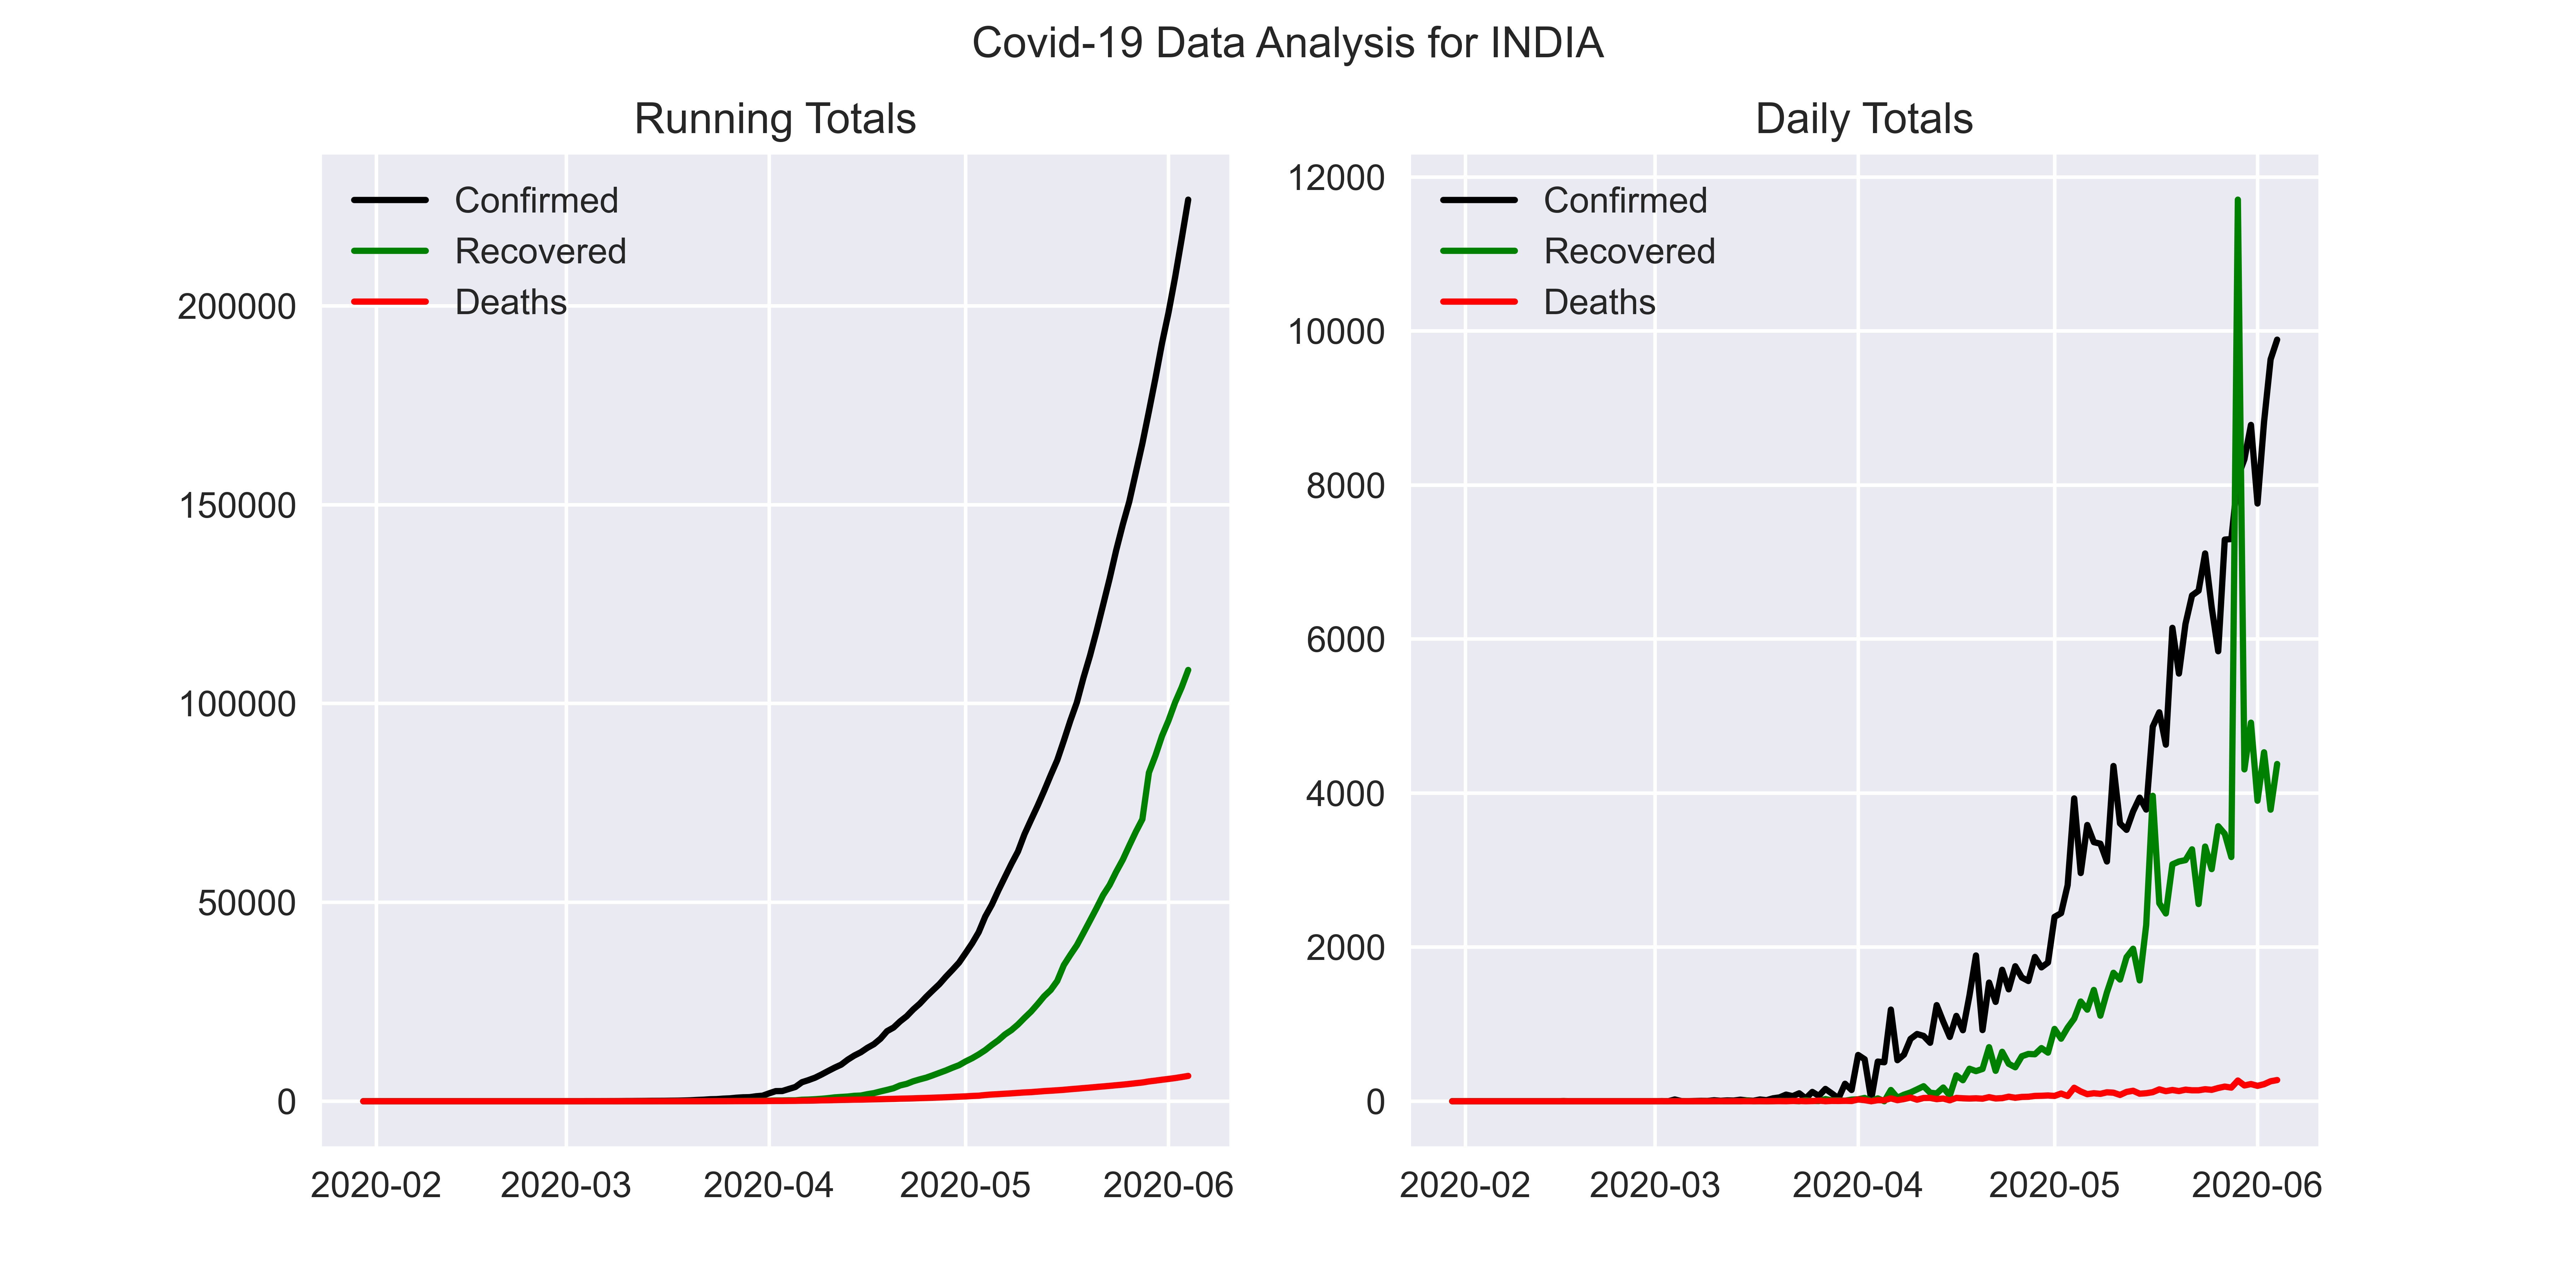 Covid-19 Data Analysis for INDIA
Running Totals
Confirmed
Recovered
Deaths
200000
150000
100000
50000
0
2020-02 2020-03 2020-04 2020-05 2020-06
Daily Totals
Confirmed
Recovered
Deaths
12000
10000
8000
6000
4000
2000
0
2020-02 2020-03 2020-04 2020-05 2020-06